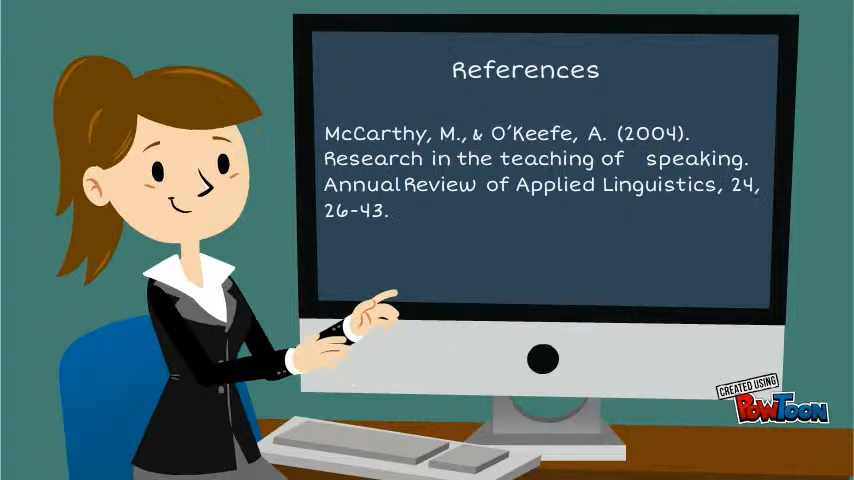 References
McCarthy, M., & O'Keefe, A. (2004).
Research in the teaching of speaking.
Annual Review of Applied Linguistics, 24,
26-43.
CREATED USING
POWTOON